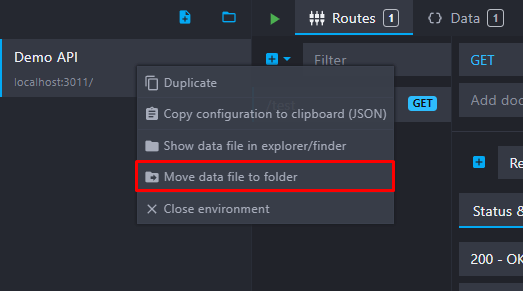 Routes 1
Data 1
Demo API
localhost:3011/
Filter
GET
/test
GET
Add doc
Duplicate
Copy configuration to clipboard (JSON)
Show data file in explorer/finder
Move data file to folder
Close environment
Re
Status &
200 - OK